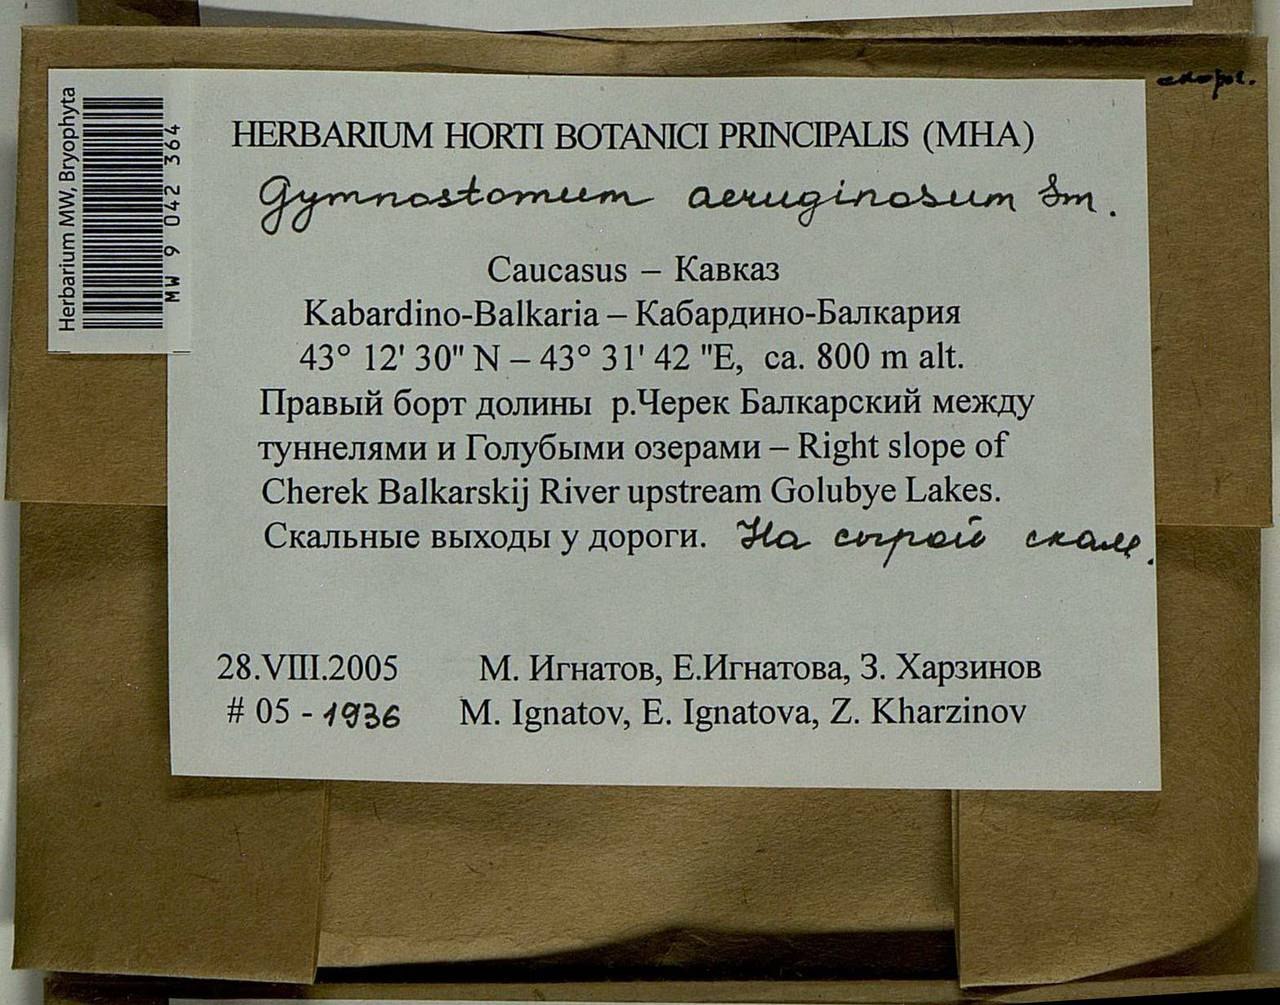 Herbarium MW, Bryophyta
MW 9 042 364
HERBARIUM HORTI BOTANICI PRINCIPALIS (MHA)
Gymnostomum aeruginosum Sm.
Caucasus – Кавказ
Kabardino-Balkaria – Кабардино-Балкария
43° 12' 30" N – 43° 31' 42 "E, ca. 800 m alt.
Правый борт долины р.Черек Балкарский между
туннелями и Голубыми озерами – Right slope of
Cherek Balkarskij River upstream Golubye Lakes.
Скальные выходы у дороги. На сырой скале.
28.VIII.2005 М. Игнатов, Е.Игнатова, З. Харзинов
# 05 - 1936 M. Ignatov, E. Ignatova, Z. Kharzinov